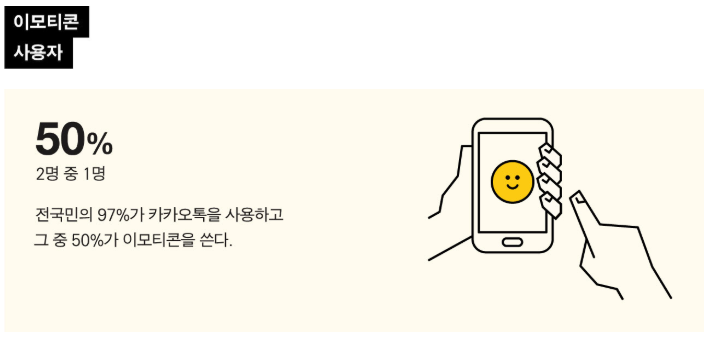 이모티콘
사용자
50%
2명 중 1명
전국민의 97%가 카카오톡을 사용하고
그 중 50%가 이모티콘을 쓴다.